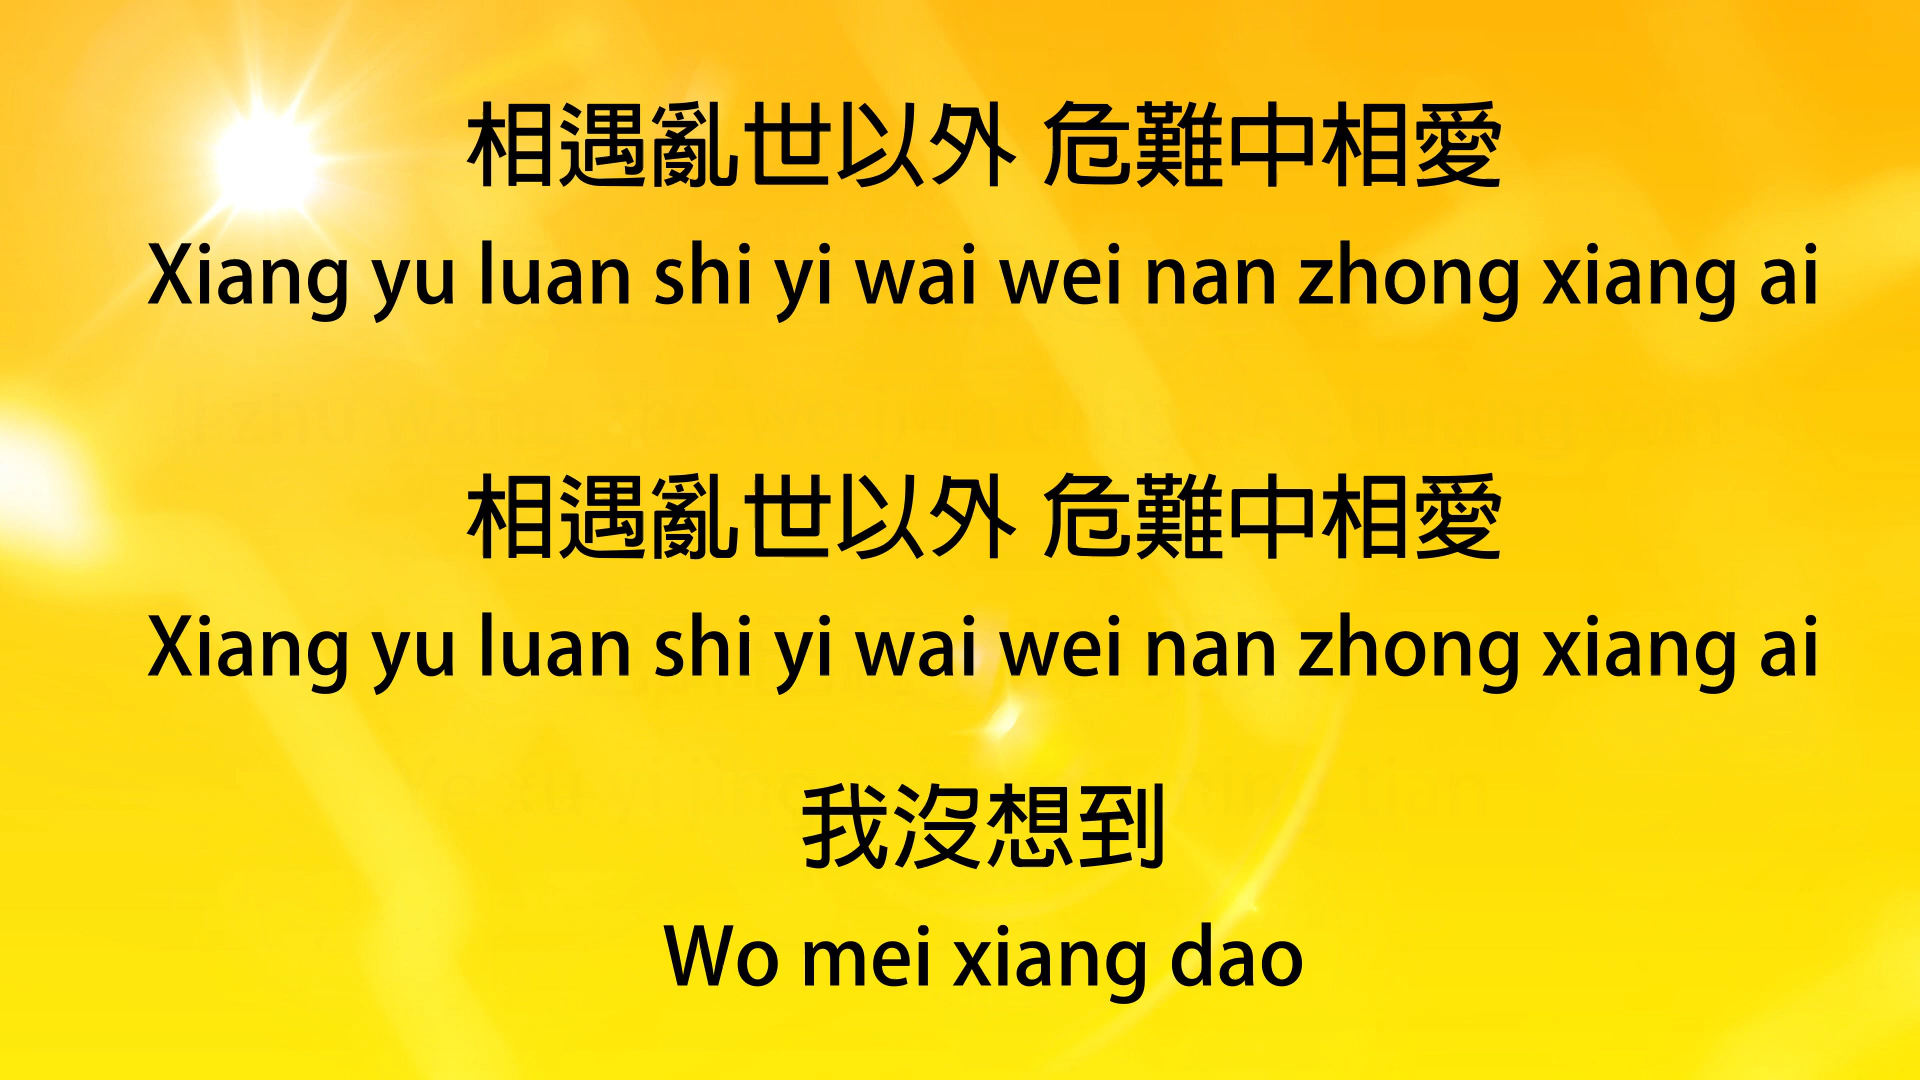 相遇亂世以外 危難中相愛
Xiang yu luan shi yi wai wei nan zhong xiang ai
相遇亂世以外 危難中相愛
Xiang yu luan shi yi wai wei nan zhong xiang ai
我沒想到
Wo mei xiang dao